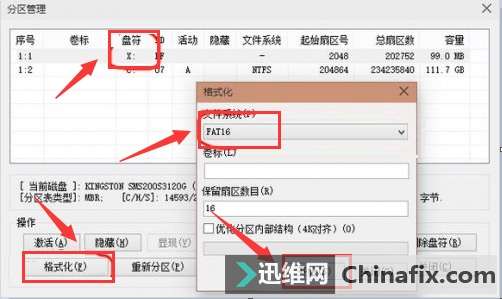 分区管理
序号 卷标 盘符 ID 活动 隐藏 文件系统 起始扇区号 总扇区数 容量
1:1 X: - 2048 202752 99.0 MB
1:2 07 A NTFS 204864 234235840 111.7 GB
格式化
文件系统(F)
FAT16
卷标(L)
[ 当前磁盘 ]: KINGSTON SMS200S3120G
保留扇区数目(R)
[分区表类型]: MBR; [C/H/S]: 14593/2
字节.
16
操作
优化分区内部结构 (4K对齐)(O)
激活(A) 隐藏(H) 显现 除盘符(M)
格式化(F) 重新分区(P)
迅维网 Chinafix.com